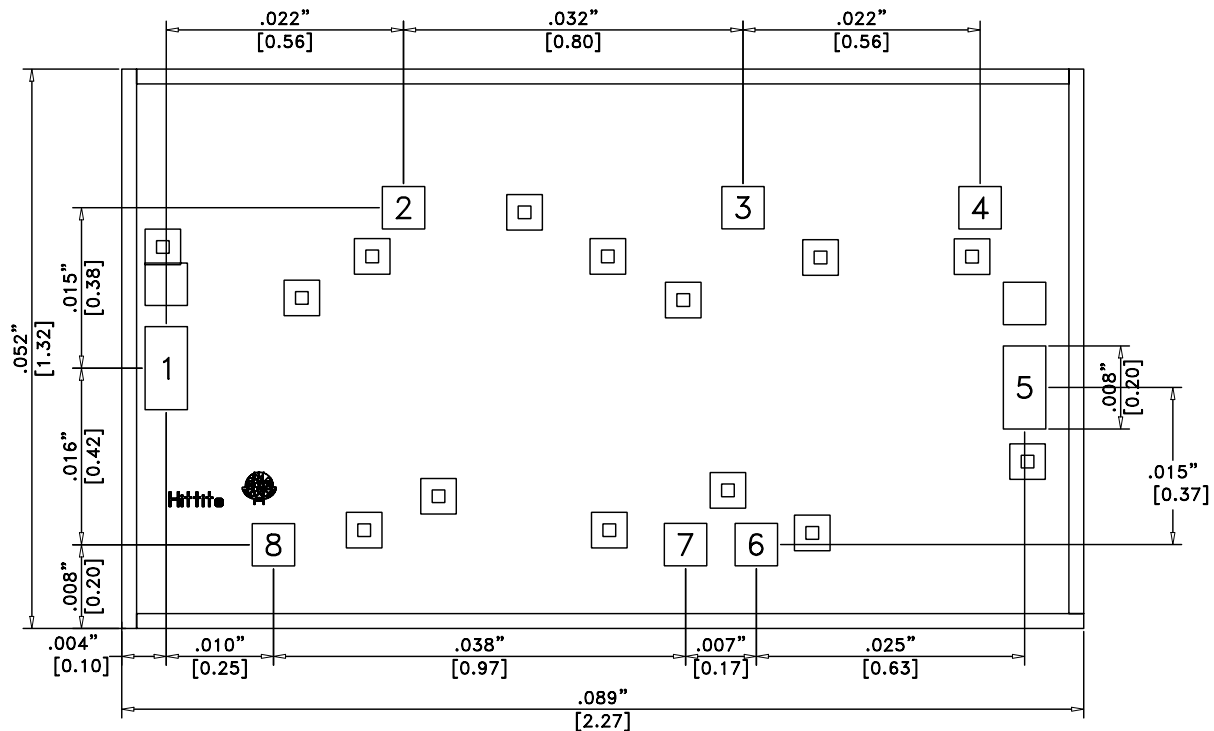 .022” .032” .022”
[0.56] [0.80] [0.56]
2 3 4
.015”
[0.38]
.052”
[1.32]
1
5
.008”
[0.20]
.016”
[0.42]
.015”
[0.37]
Hittite
8 7 6
.008”
[0.20]
.004” .010” .038” .007” .025”
[0.10] [0.25] [0.97] [0.17] [0.63]
.089”
[2.27]